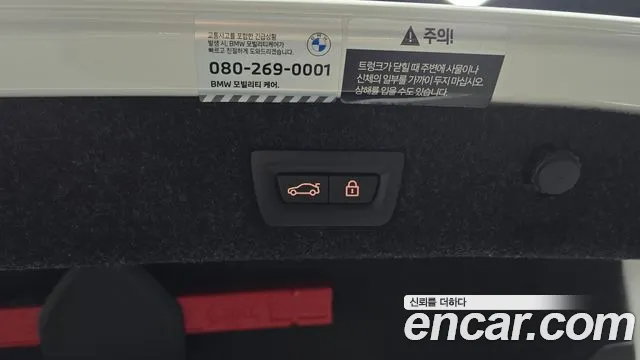 교통사고를 포함한 긴급상황
발생 시, BMW 모빌리티케어가
빠르고 친절하게 도와드리겠습니다.
080-269-0001
BMW 모빌리티 케어.
주의!
트렁크가 닫힐 때 주변에 사물이나
신체의 일부를 가까이 두지 마십시오.
상해를 입을 수도 있습니다.
신뢰를 더하다
encar.com